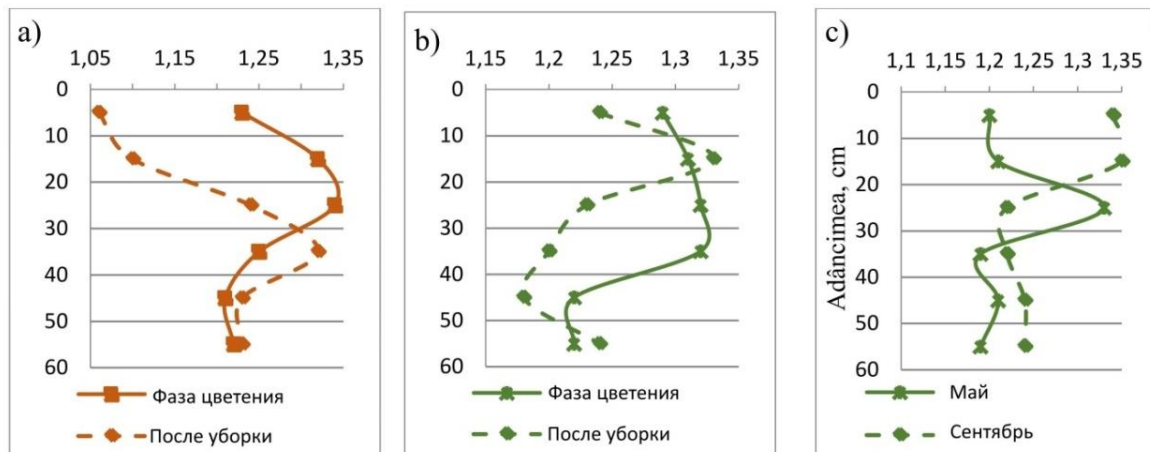 a)
1,05 1,15 1,25 1,35
0
10
20
30
40
50
60
Фаза цветения
После уборки
b)
1,15 1,2 1,25 1,3 1,35
0
10
20
30
40
50
60
Фаза цветения
После уборки
c)
1,1 1,15 1,2 1,25 1,3 1,35
Adâncimea, cm
0
10
20
30
40
50
60
Май
Сентябрь